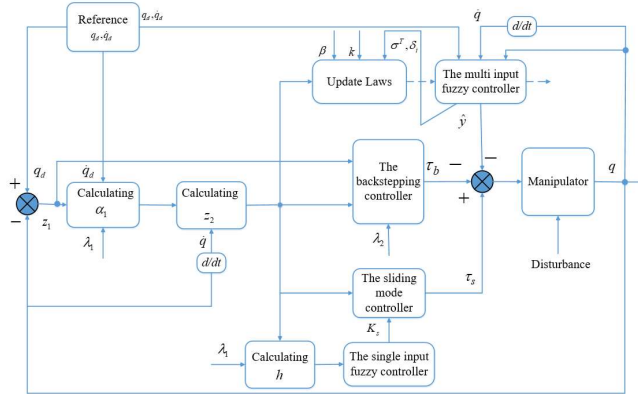 Reference
q_d, q̇_d
q_d, q̇_d
q̇
d/dt
β
k
σ^T, δ_i
Update Laws
The multi input
fuzzy controller
ŷ
+
q_d
q̇_d
−
z_1
Calculating
α_1
λ_1
Calculating
z_2
q̇
d/dt
The
backstepping
controller
λ_2
τ_b
−
−
+
Manipulator
q
Disturbance
The sliding
mode
controller
τ_s
K_s
λ_1
Calculating
h
The single input
fuzzy controller